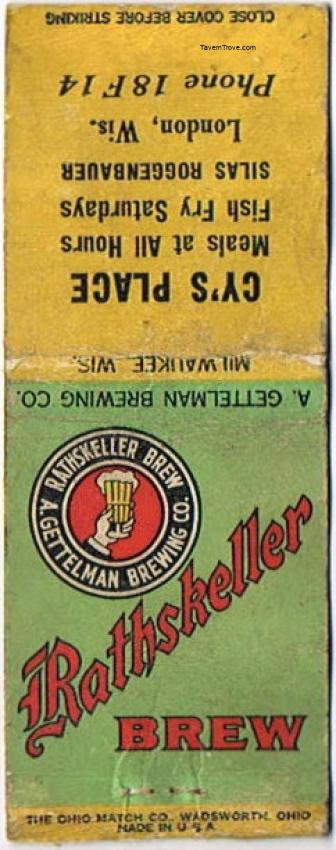 CLOSE COVER BEFORE STRIKING
TavernTrove.com
Phone 18F14
London, Wis.
SILAS ROGGENBAUER
Fish Fry Saturdays
Meals at All Hours
CY'S PLACE
MILWAUKEE, WIS.
A. GETTELMAN BREWING CO.
RATHSKELLER BREW
A. GETTELMAN BREWING CO.
Rathskeller
BREW
THE OHIO MATCH CO., WADSWORTH, OHIO
MADE IN U.S.A.